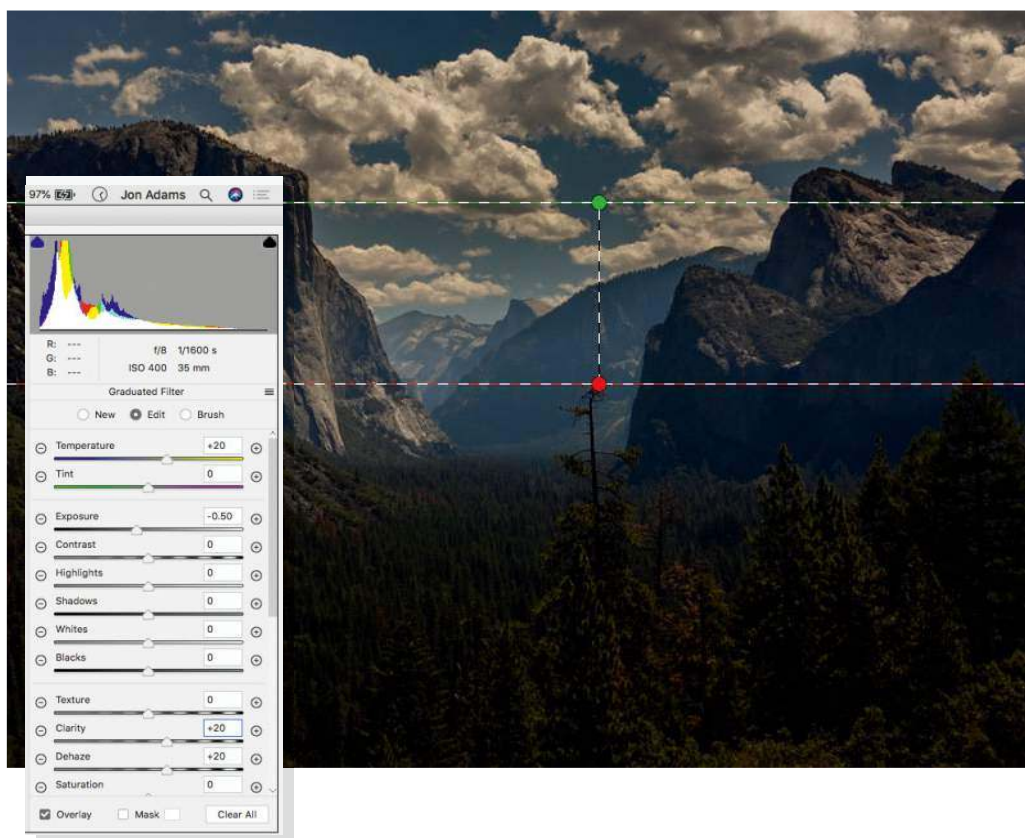 97% Jon Adams
R: ---
G: ---
B: ---
f/8 1/1600 s
ISO 400 35 mm
Graduated Filter
New Edit Brush
Temperature +20
Tint 0
Exposure -0.50
Contrast 0
Highlights 0
Shadows 0
Whites 0
Blacks 0
Texture 0
Clarity +20
Dehaze +20
Saturation 0
Overlay Mask Clear All